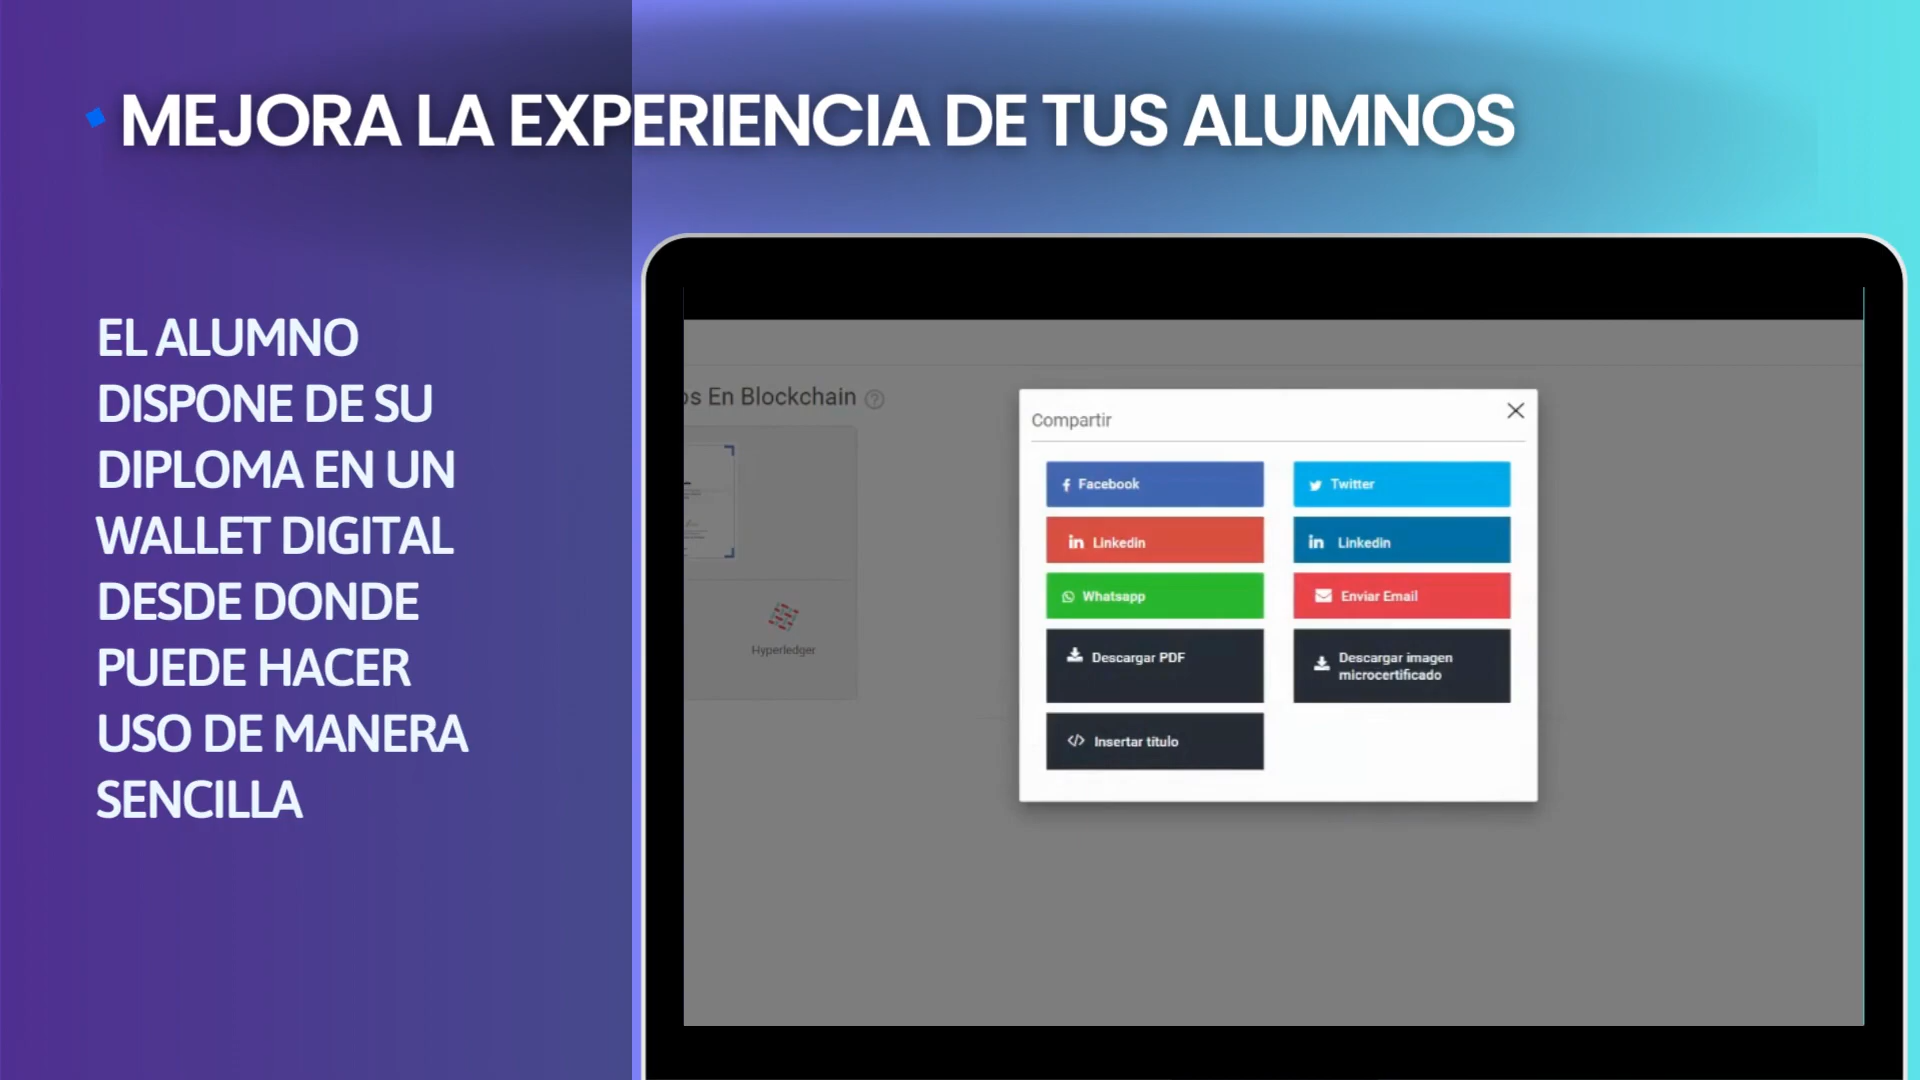 MEJORA LA EXPERIENCIA DE TUS ALUMNOS
EL ALUMNO
DISPONE DE SU
DIPLOMA EN UN
WALLET DIGITAL
DESDE DONDE
PUEDE HACER
USO DE MANERA
SENCILLA
os En Blockchain ?
Hyperledger
Compartir
Facebook
Twitter
Linkedin
Linkedin
Whatsapp
Enviar Email
Descargar PDF
Descargar imagen
microcertificado
Insertar título